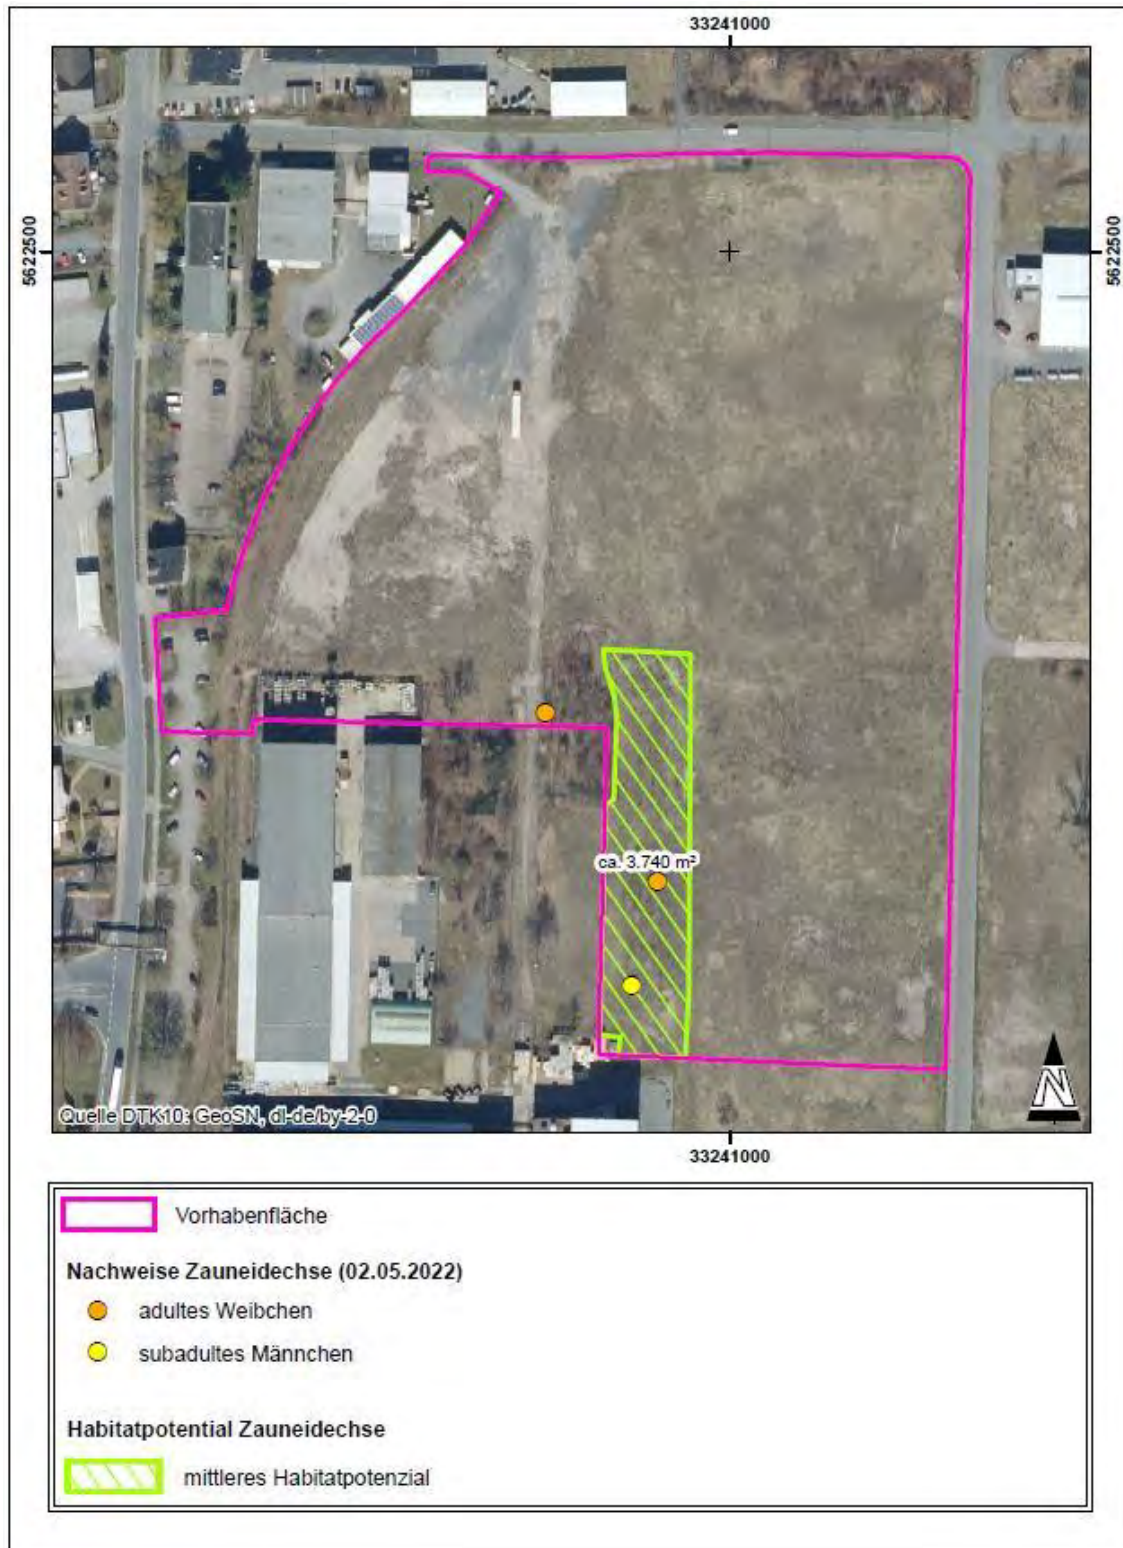 33241000
5622500
5622500
ca. 3.740 m²
Quelle DTK10: GeoSN, dl-de/by-2-0
N
33241000
Vorhabenfläche
Nachweise Zauneidechse (02.05.2022)
adultes Weibchen
subadultes Männchen
Habitatpotential Zauneidechse
mittleres Habitatpotenzial